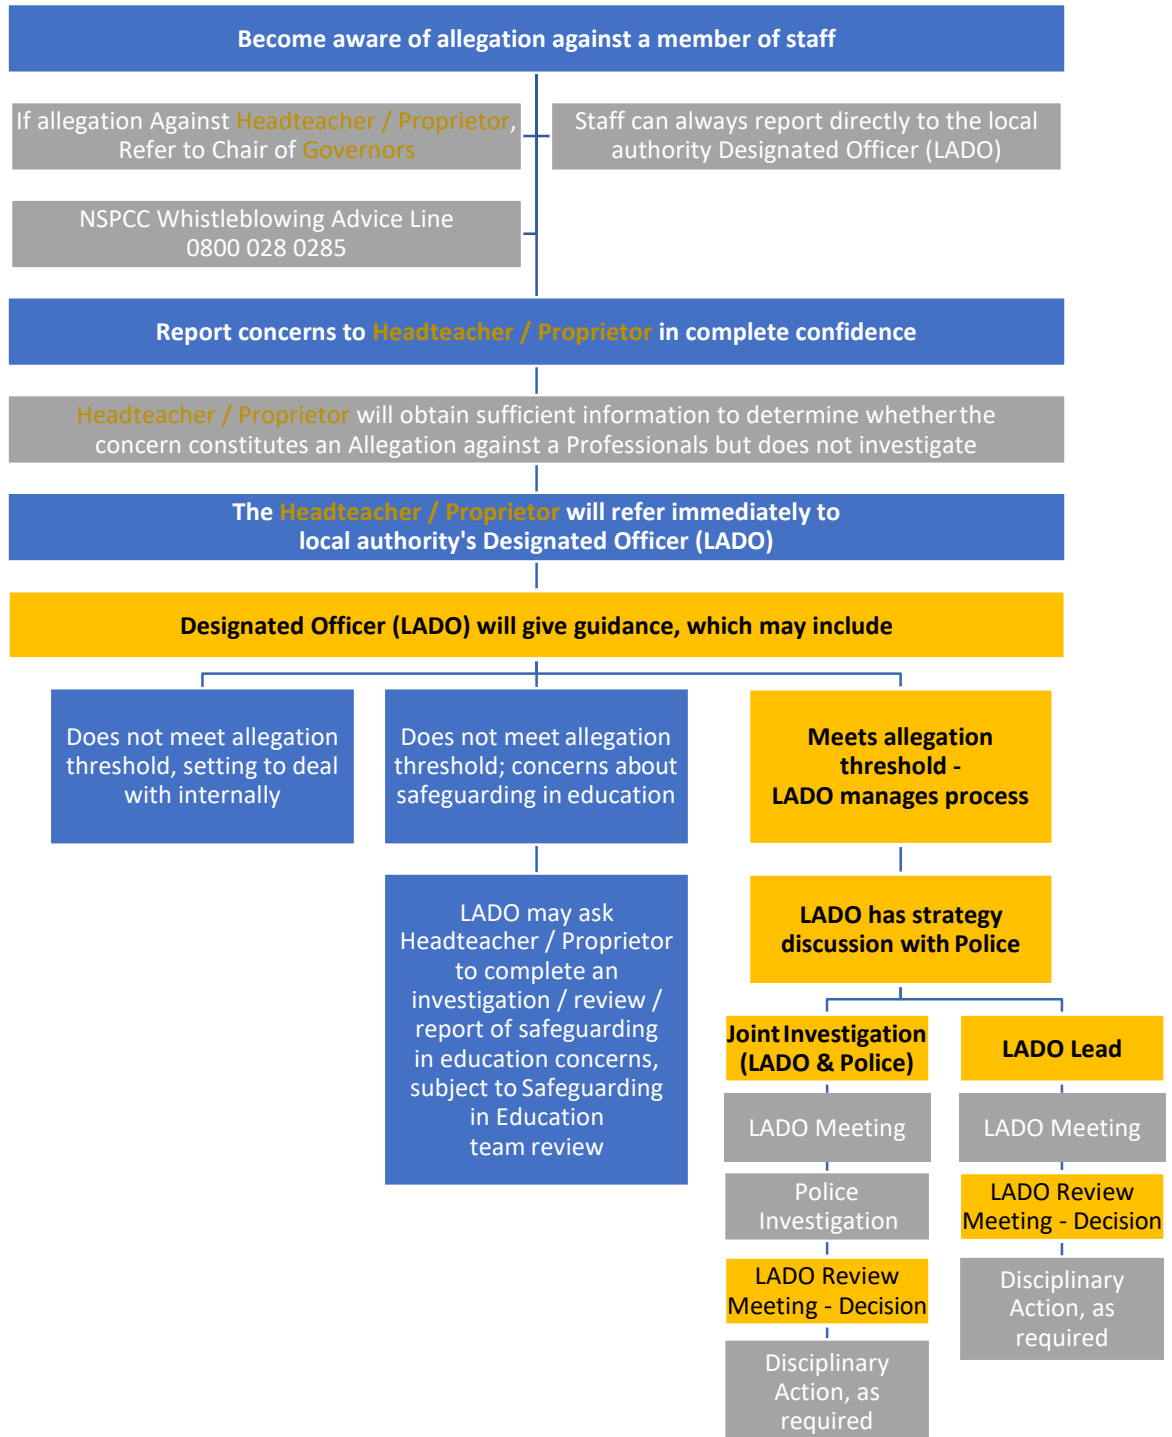 Become aware of allegation against a member of staff
If allegation Against Headteacher / Proprietor,
Refer to Chair of Governors
Staff can always report directly to the local
authority Designated Officer (LADO)
NSPCC Whistleblowing Advice Line
0800 028 0285
Report concerns to Headteacher / Proprietor in complete confidence
Headteacher / Proprietor will obtain sufficient information to determine whether the
concern constitutes an Allegation against a Professionals but does not investigate
The Headteacher / Proprietor will refer immediately to
local authority's Designated Officer (LADO)
Designated Officer (LADO) will give guidance, which may include
Does not meet allegation
threshold, setting to deal
with internally
Does not meet allegation
threshold; concerns about
safeguarding in education
LADO may ask
Headteacher / Proprietor
to complete an
investigation / review /
report of safeguarding
in education concerns,
subject to Safeguarding
in Education
team review
Meets allegation
threshold -
LADO manages process
LADO has strategy
discussion with Police
Joint Investigation
(LADO & Police)
LADO Meeting
Police
Investigation
LADO Review
Meeting - Decision
Disciplinary
Action, as
required
LADO Lead
LADO Meeting
LADO Review
Meeting - Decision
Disciplinary
Action, as
required